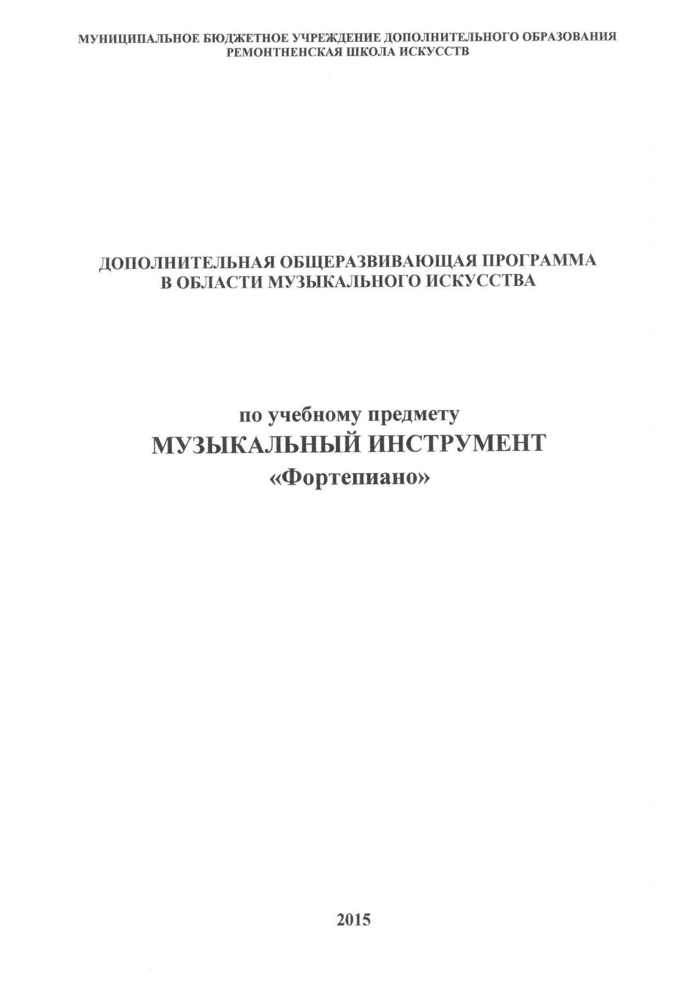 МУНИЦИПАЛЬНОЕ БЮДЖЕТНОЕ УЧРЕЖДЕНИЕ ДОПОЛНИТЕЛЬНОГО ОБРАЗОВАНИЯ
РЕМОНТНЕНСКАЯ ШКОЛА ИСКУССТВ
ДОПОЛНИТЕЛЬНАЯ ОБЩЕРАЗВИВАЮЩАЯ ПРОГРАММА
В ОБЛАСТИ МУЗЫКАЛЬНОГО ИСКУССТВА
по учебному предмету
МУЗЫКАЛЬНЫЙ ИНСТРУМЕНТ
«Фортепиано»
2015